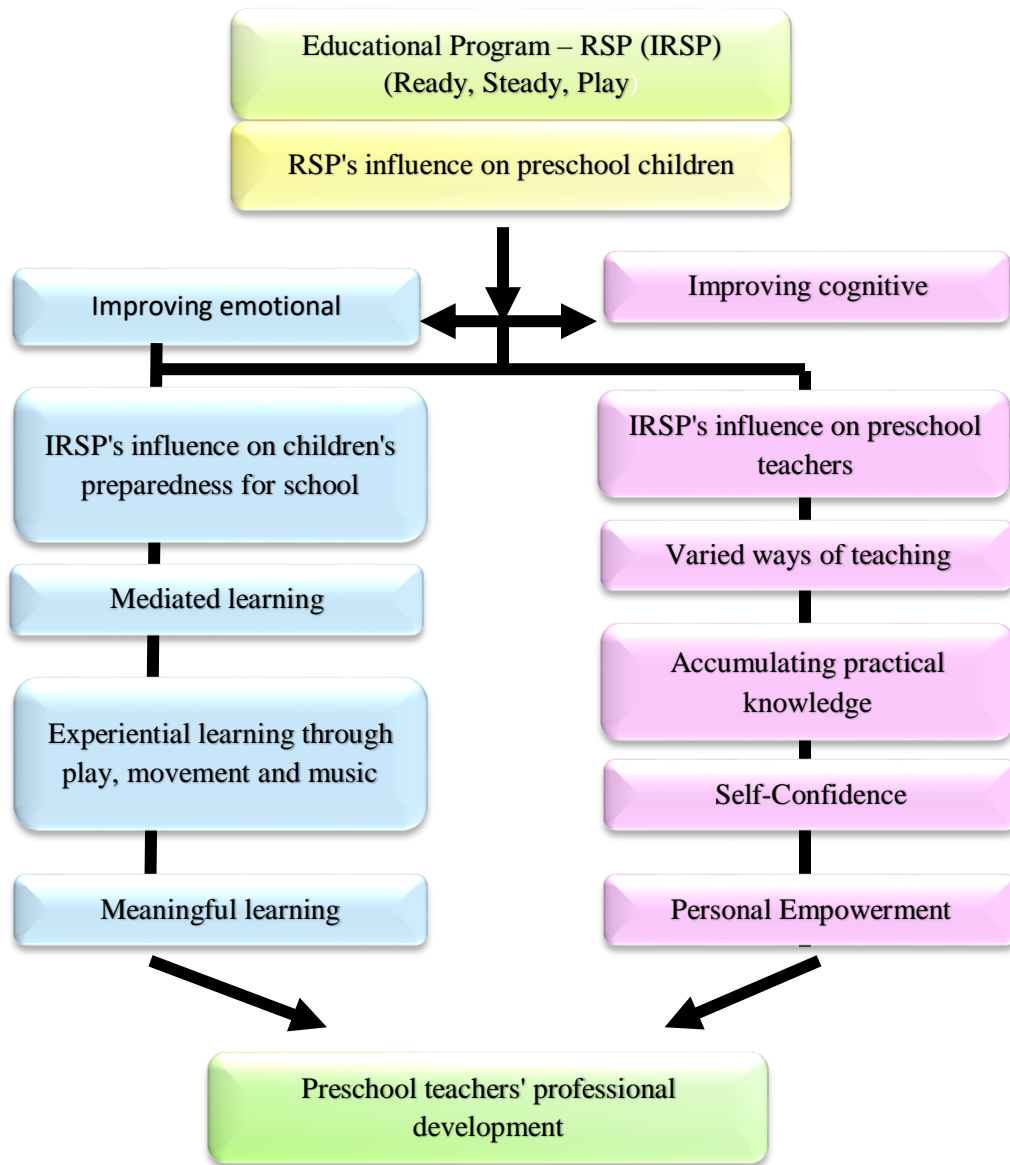 Educational Program – RSP (IRSP)
(Ready, Steady, Play)
RSP's influence on preschool children
Improving emotional
Improving cognitive
IRSP's influence on children's
preparedness for school
Mediated learning
Experiential learning through
play, movement and music
Meaningful learning
IRSP's influence on preschool
teachers
Varied ways of teaching
Accumulating practical
knowledge
Self-Confidence
Personal Empowerment
Preschool teachers' professional
development